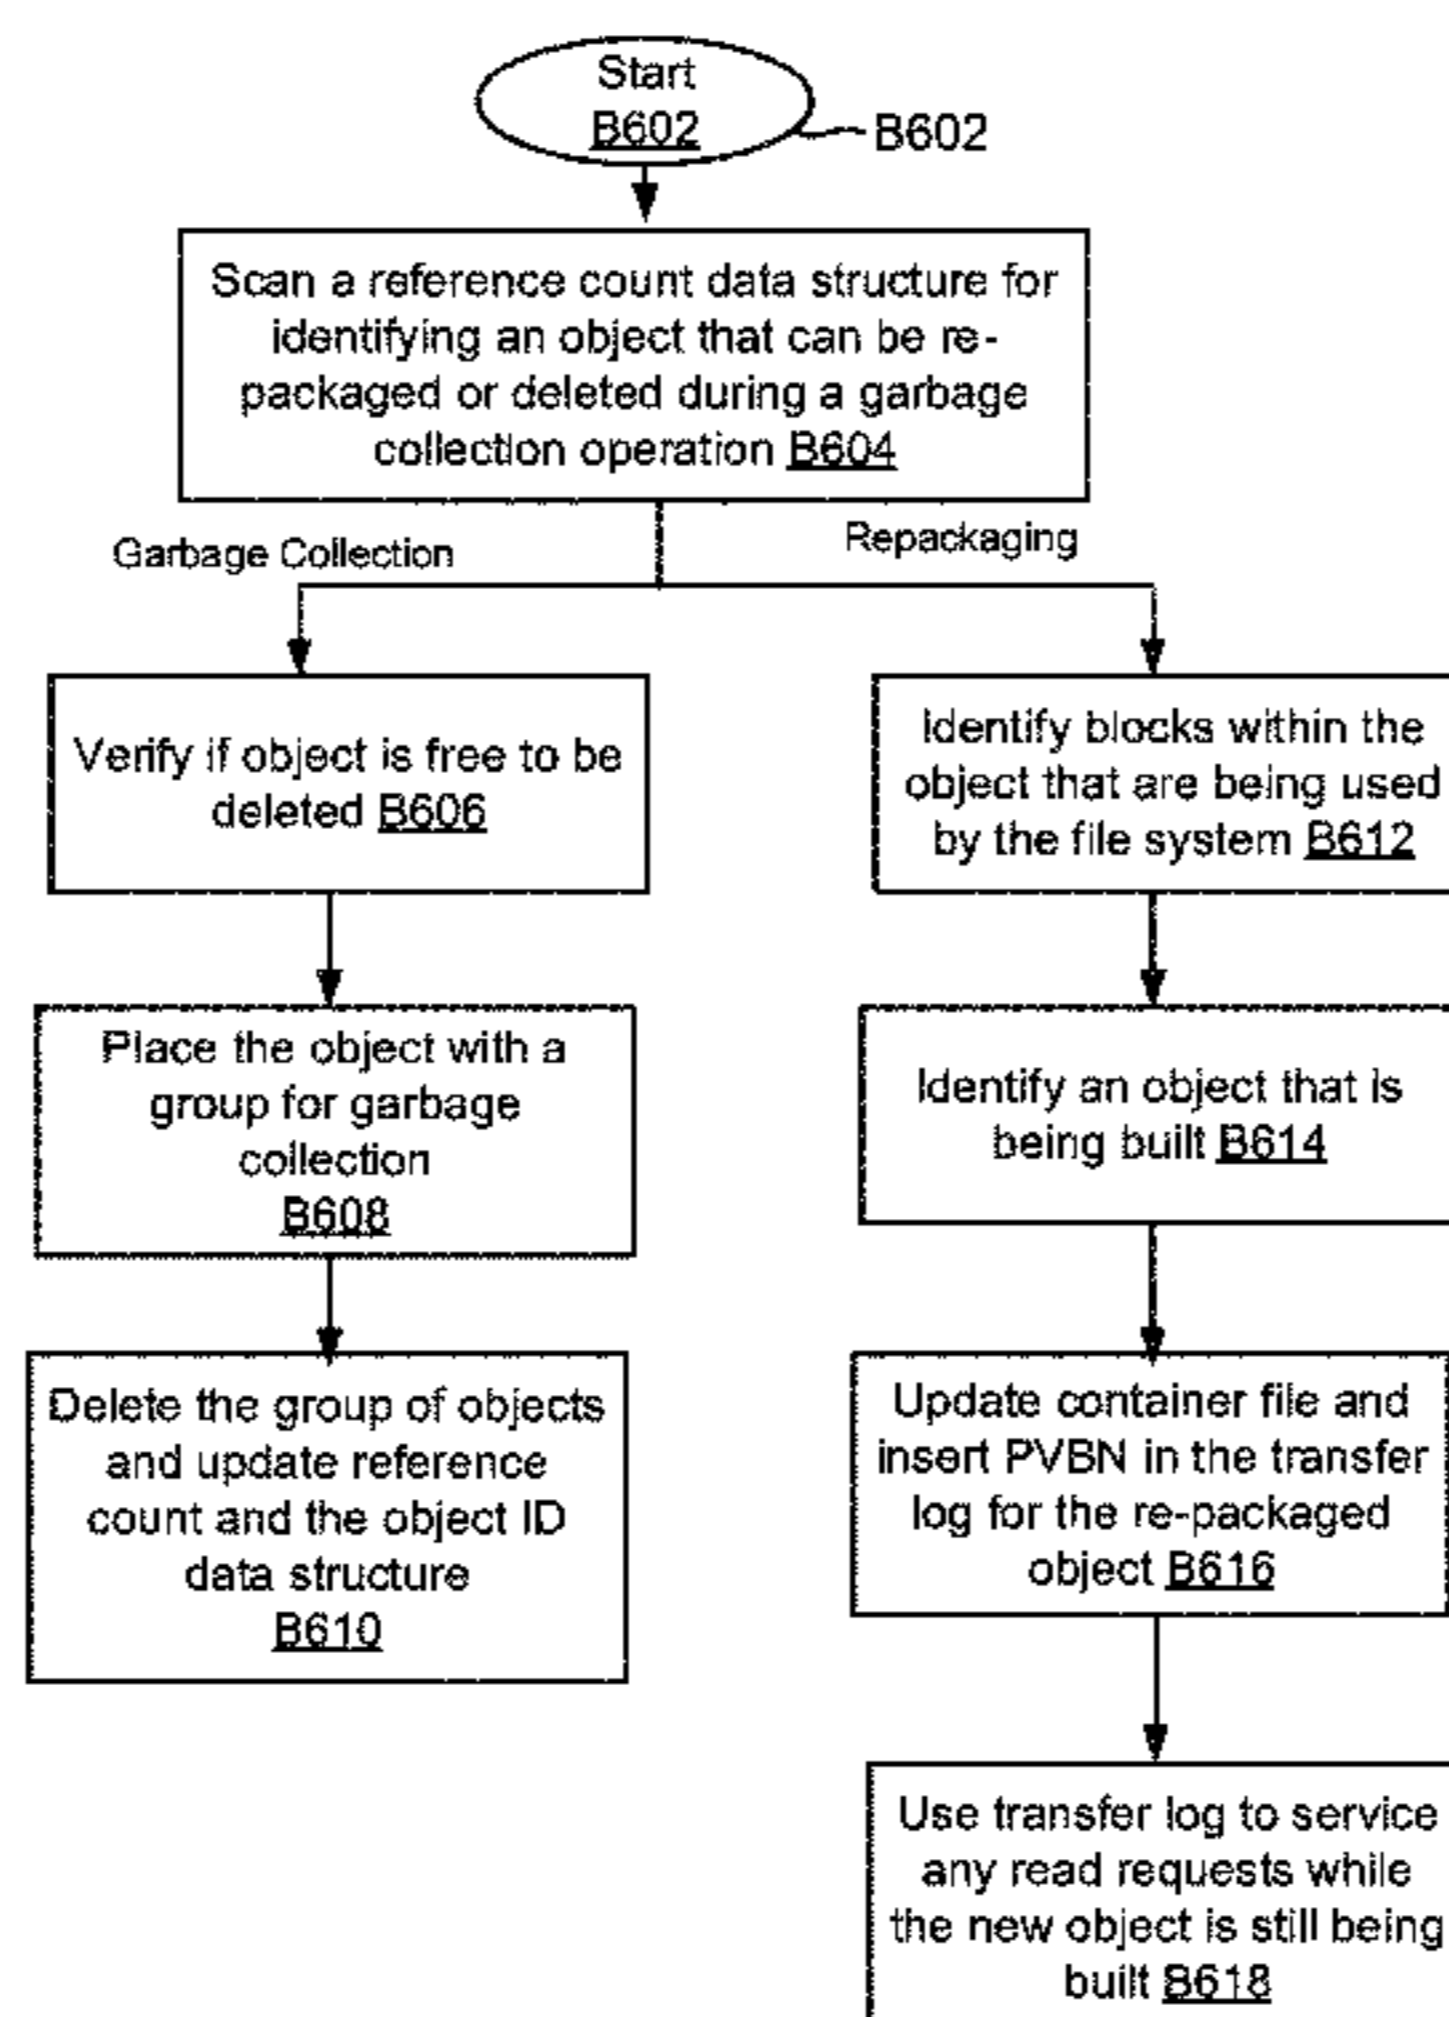 Start
B602
B602
Scan a reference count data structure for
identifying an object that can be re-
packaged or deleted during a garbage
collection operation B604
Garbage Collection
Repackaging
Verify if object is free to be
deleted B606
Place the object with a
group for garbage
collection
B608
Delete the group of objects
and update reference
count and the object ID
data structure
B610
Identify blocks within the
object that are being used
by the file system B612
Identify an object that is
being built B614
Update container file and
insert PVBN in the transfer
log for the re-packaged
object B616
Use transfer log to service
any read requests while
the new object is still being
built B618